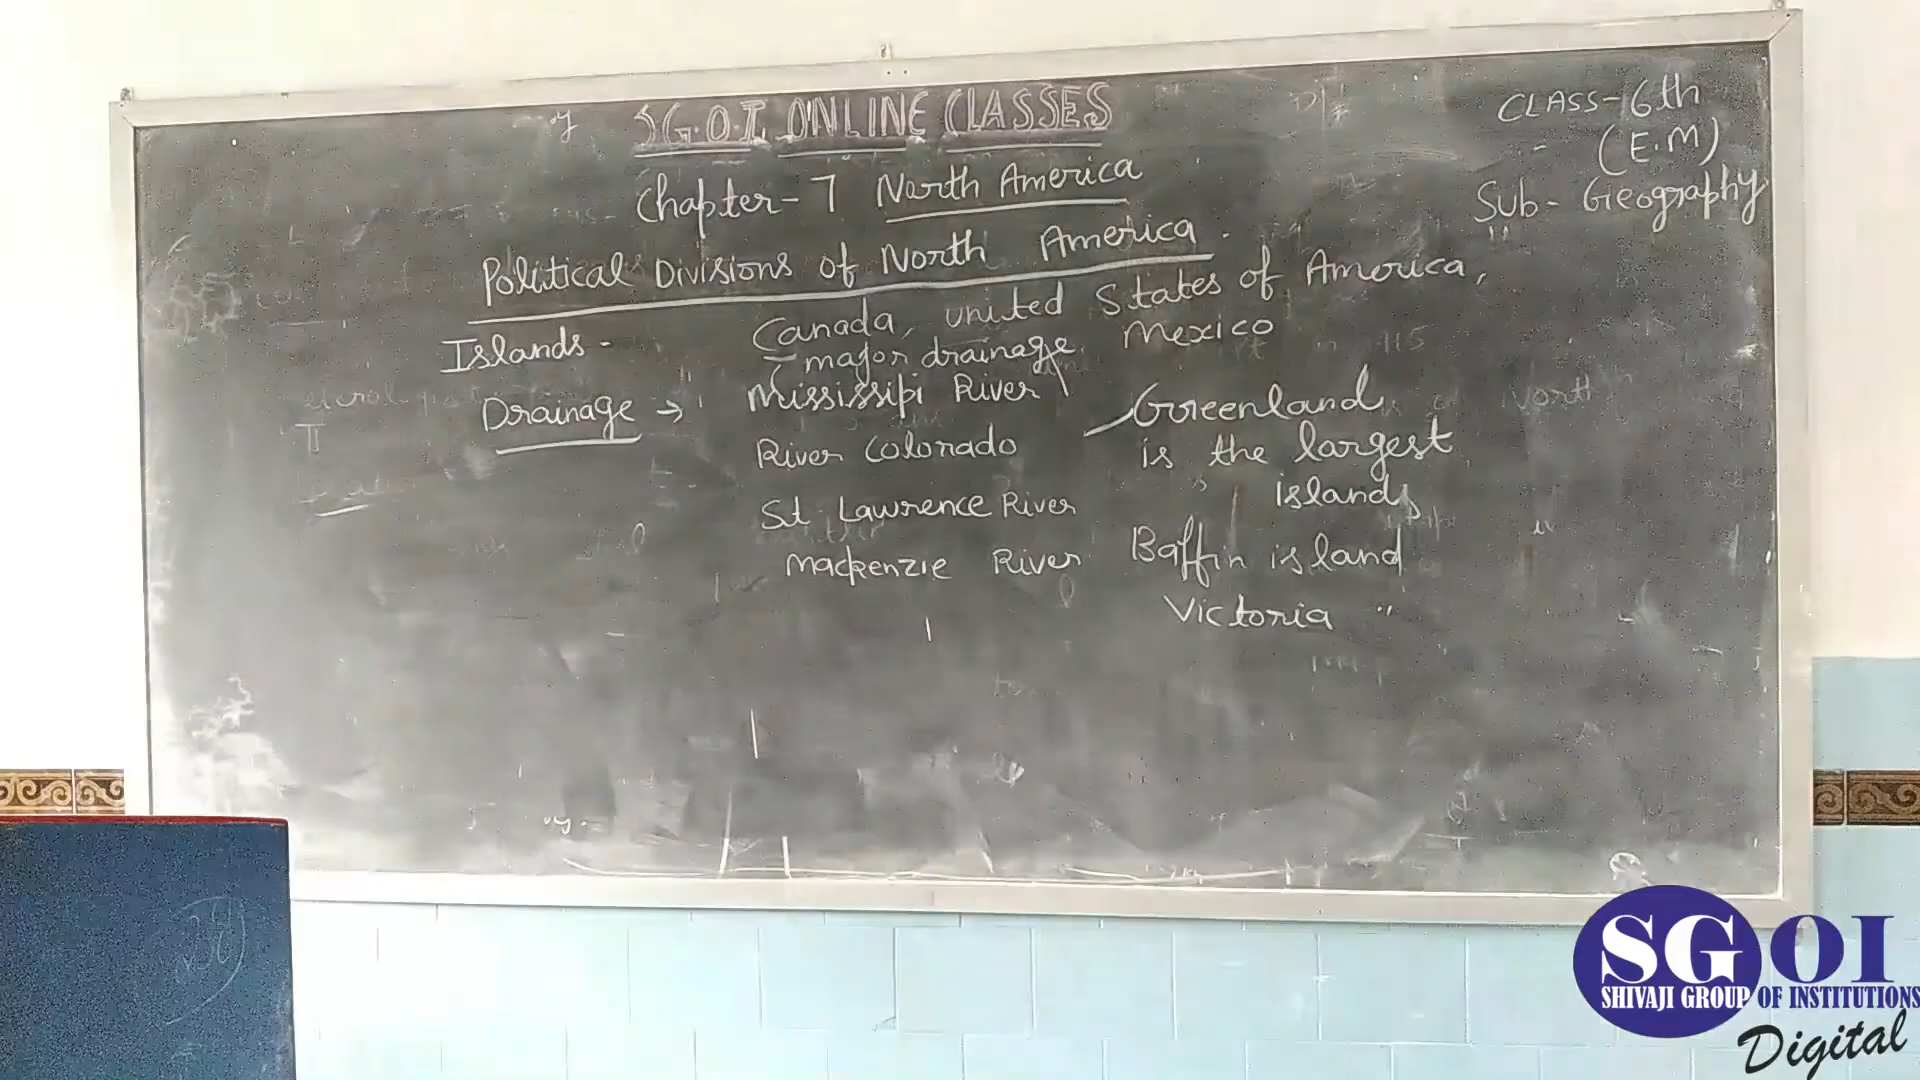 S.G.O.I. ONLINE CLASSES
CLASS-6th
(E.M)
Sub- Geography
Chapter-7 North America
Political Divisions of North America.
Canada, united States of America,
Mexico
Islands-
(major drainage)
Drainage →
Mississipi River
River Colorado
St. Lawrence River
Mackenzie River
Greenland
is the largest
island,
Baffin island
Victoria "
SGOI
SHIVAJI GROUP OF INSTITUTIONS
Digital